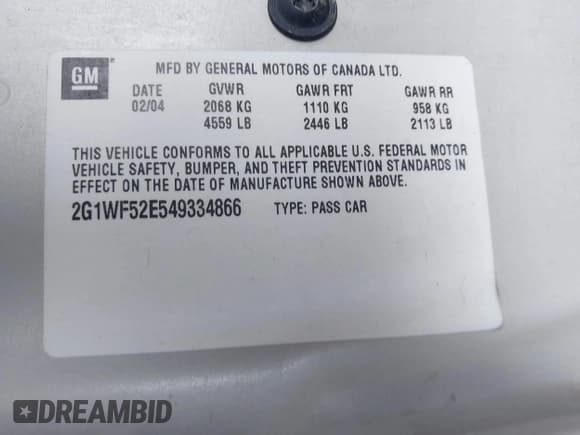 GM
MFD BY GENERAL MOTORS OF CANADA LTD.
DATE GVWR GAWR FRT GAWR RR
02/04 2068 KG 1110 KG 958 KG
4559 LB 2446 LB 2113 LB
THIS VEHICLE CONFORMS TO ALL APPLICABLE U.S. FEDERAL MOTOR
VEHICLE SAFETY, BUMPER, AND THEFT PREVENTION STANDARDS IN
EFFECT ON THE DATE OF MANUFACTURE SHOWN ABOVE.
2G1WF52E549334866 TYPE: PASS CAR
DREAMBID